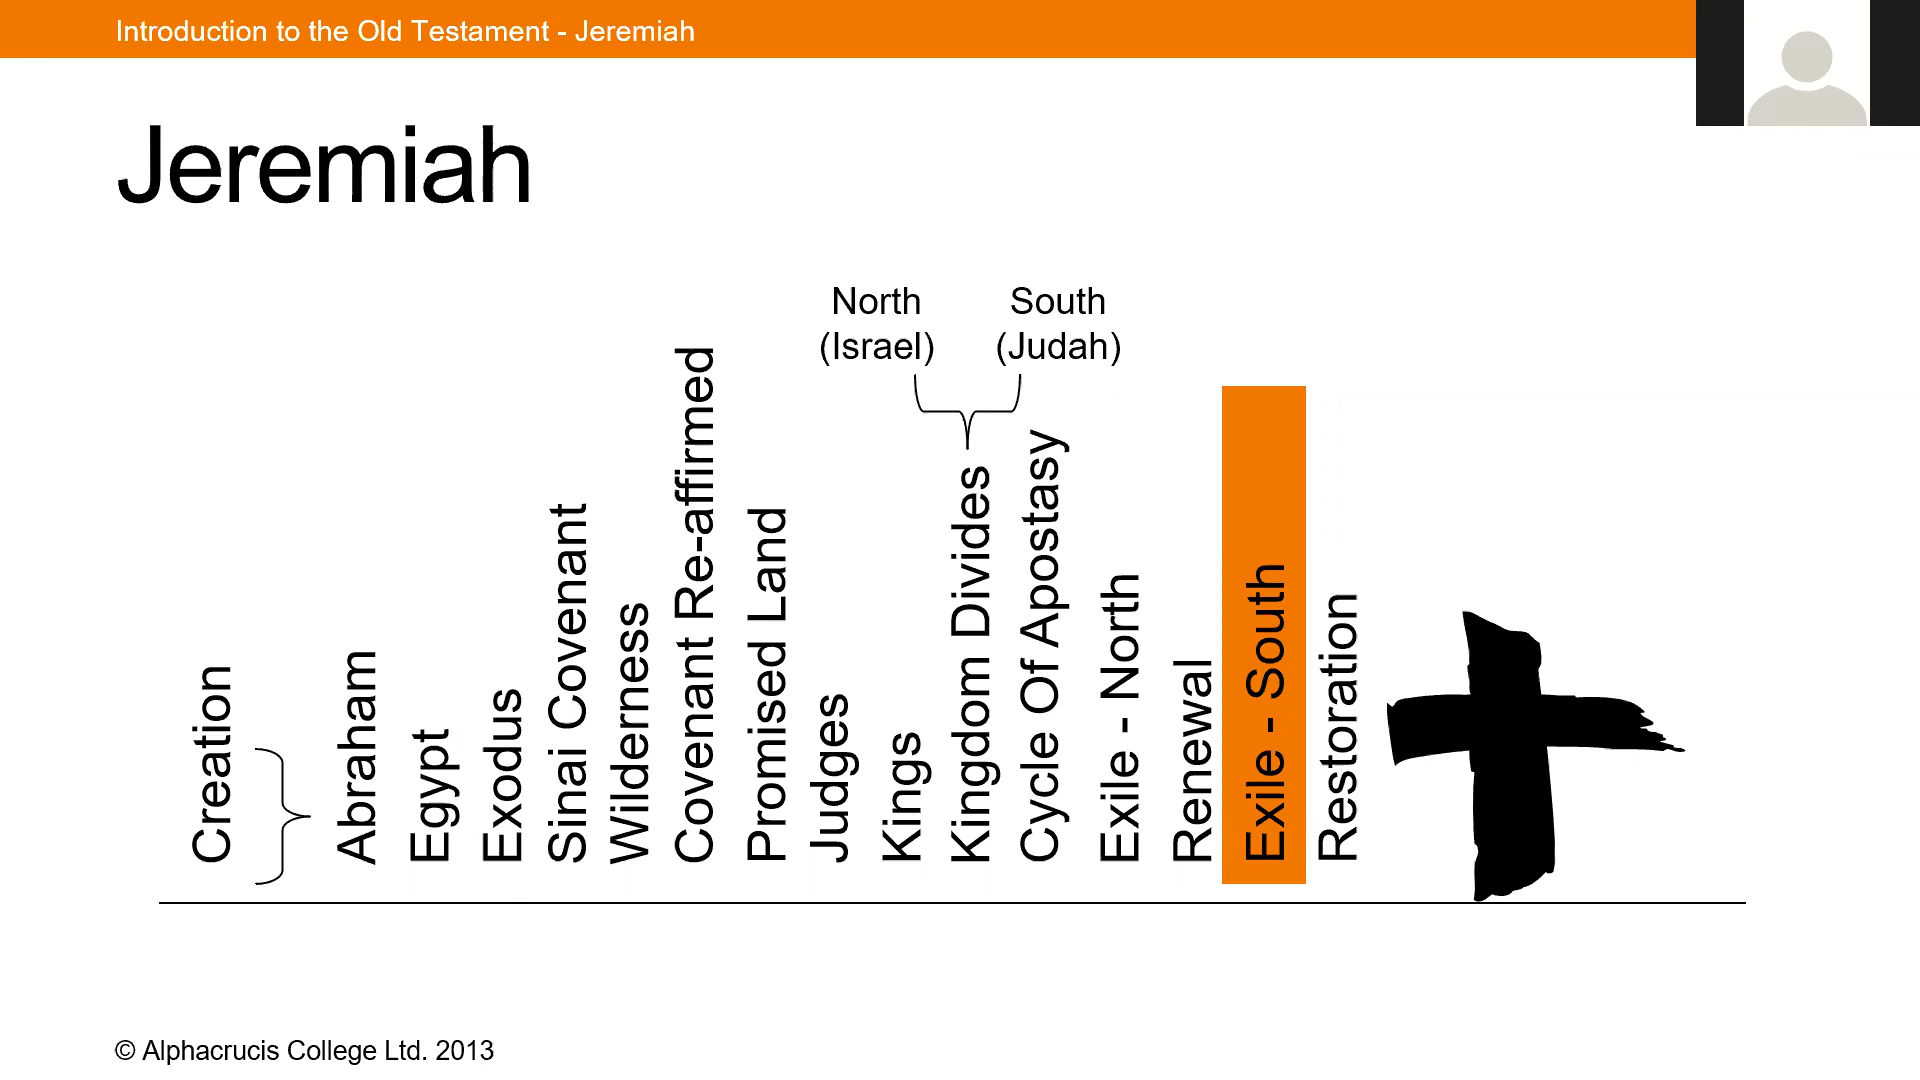 Introduction to the Old Testament - Jeremiah
Jeremiah
North
(Israel)
South
(Judah)
Creation
Abraham
Egypt
Exodus
Sinai Covenant
Wilderness
Covenant Re-affirmed
Promised Land
Judges
Kings
Kingdom Divides
Cycle Of Apostasy
Exile - North
Renewal
Exile - South
Restoration
© Alphacrucis College Ltd. 2013